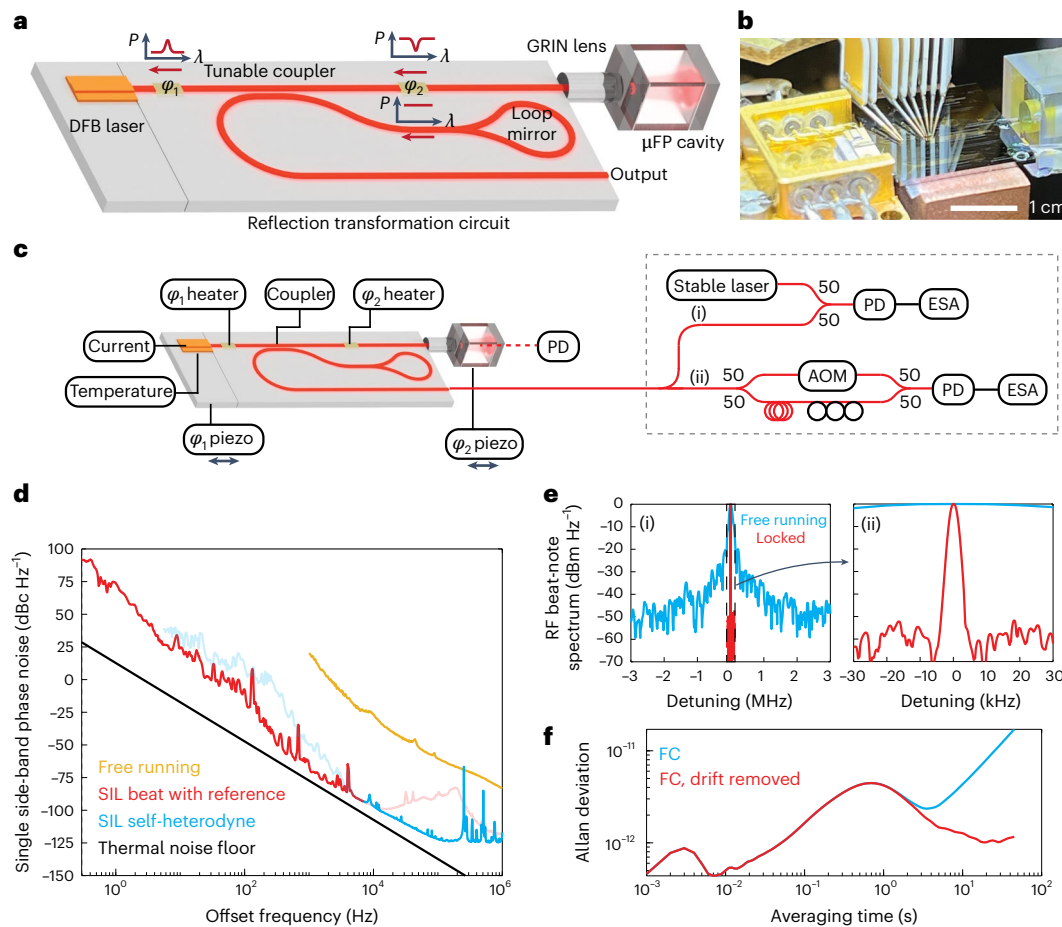 a
P
λ
P
λ
GRIN lens
Tunable coupler
φ1
φ2
P
λ
DFB laser
Loop
mirror
μFP cavity
Output
Reflection transformation circuit
b
1 cm
c
φ1 heater
Coupler
φ2 heater
Current
Temperature
φ1 piezo
φ2 piezo
PD
Stable laser
50
(i)
50
PD
ESA
(ii)
50
AOM
50
50
50
PD
ESA
d
Single side-band phase noise (dBc Hz⁻¹)
100
75
50
25
0
−25
−50
−75
−100
−125
−150
Free running
SIL beat with reference
SIL self-heterodyne
Thermal noise floor
10⁰
10²
10⁴
10⁶
Offset frequency (Hz)
e
RF beat-note
spectrum (dBm Hz⁻¹)
0
−10
−20
−30
−40
−50
−60
−70
(i)
Free running
Locked
−3 −2 −1 0 1 2 3
Detuning (MHz)
(ii)
−30 −20 −10 0 10 20 30
Detuning (kHz)
f
Allan deviation
10⁻¹¹
10⁻¹²
FC
FC, drift removed
10⁻³
10⁻²
10⁻¹
10⁰
10¹
10²
Averaging time (s)